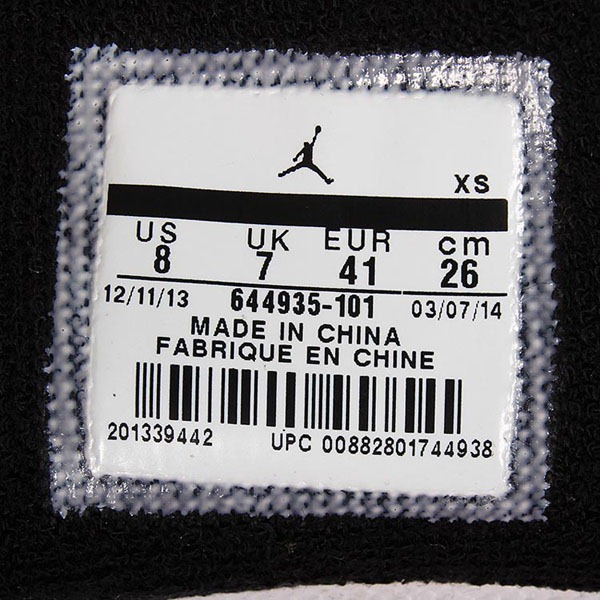 XS
US UK EUR cm
8 7 41 26
12/11/13 644935-101 03/07/14
MADE IN CHINA
FABRIQUE EN CHINE
201339442 UPC 00882801744938